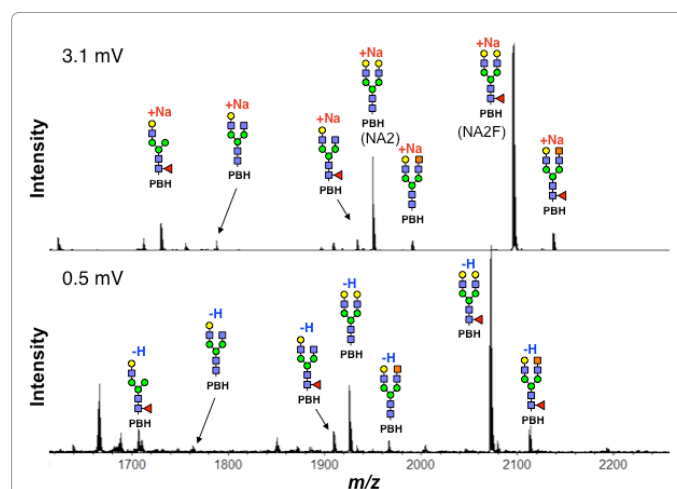 3.1 mV
Intensity
+Na
PBH
+Na
PBH
+Na
PBH
+Na
PBH
(NA2)
+Na
PBH
+Na
PBH
(NA2F)
+Na
PBH
0.5 mV
Intensity
-H
PBH
-H
PBH
-H
PBH
-H
PBH
-H
PBH
-H
PBH
-H
PBH
1700
1800
1900
2000
2100
2200
m/z